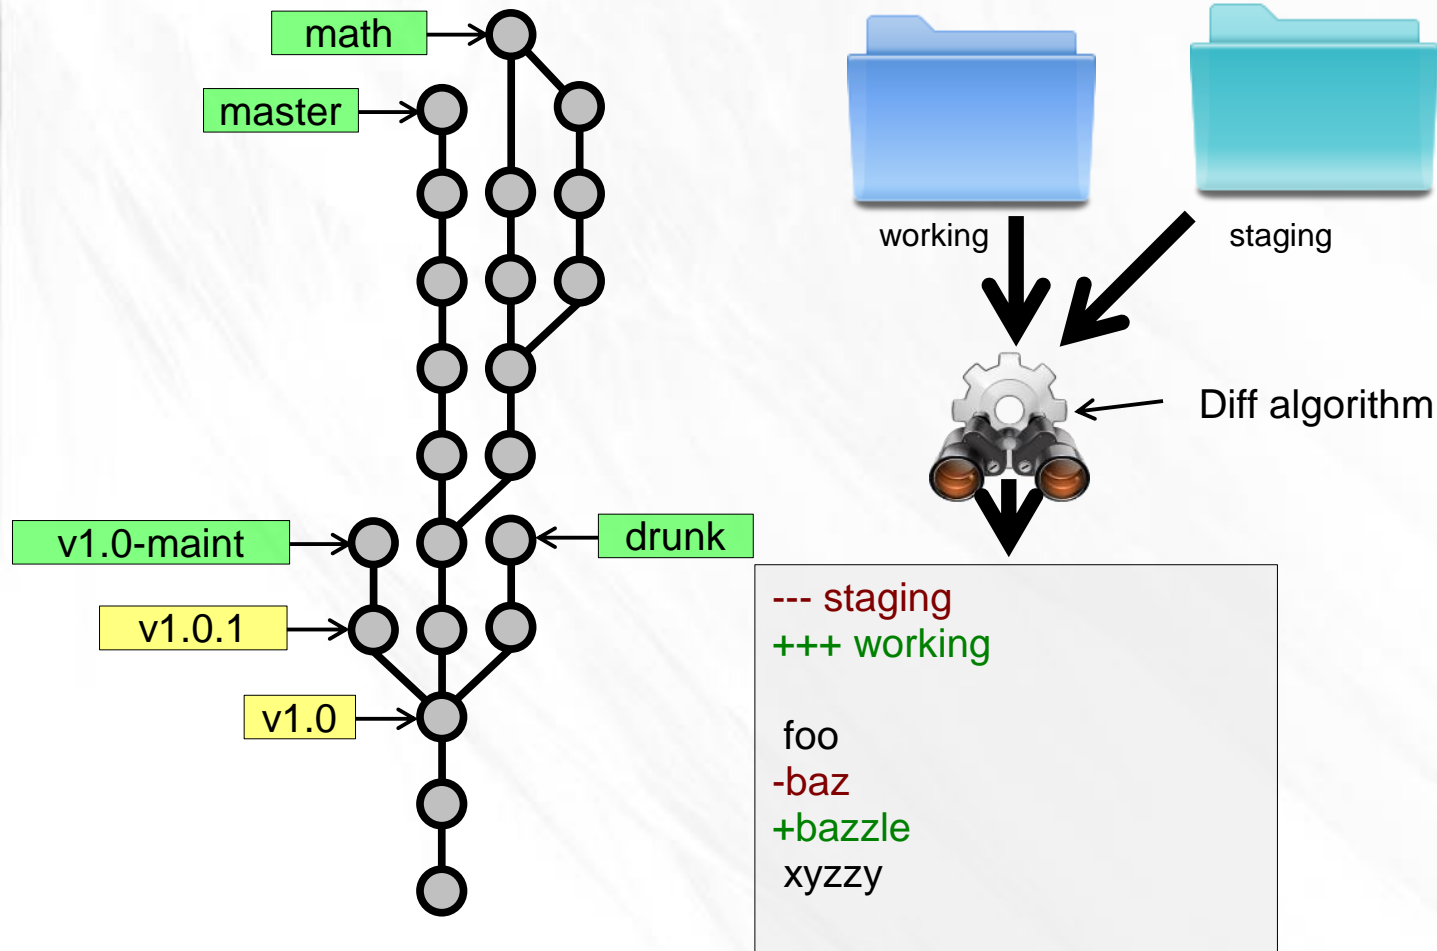 math
master
v1.0-maint
drunk
v1.0.1
v1.0
working
staging
Diff algorithm
--- staging
+++ working
foo
-baz
+bazzle
xyzzy